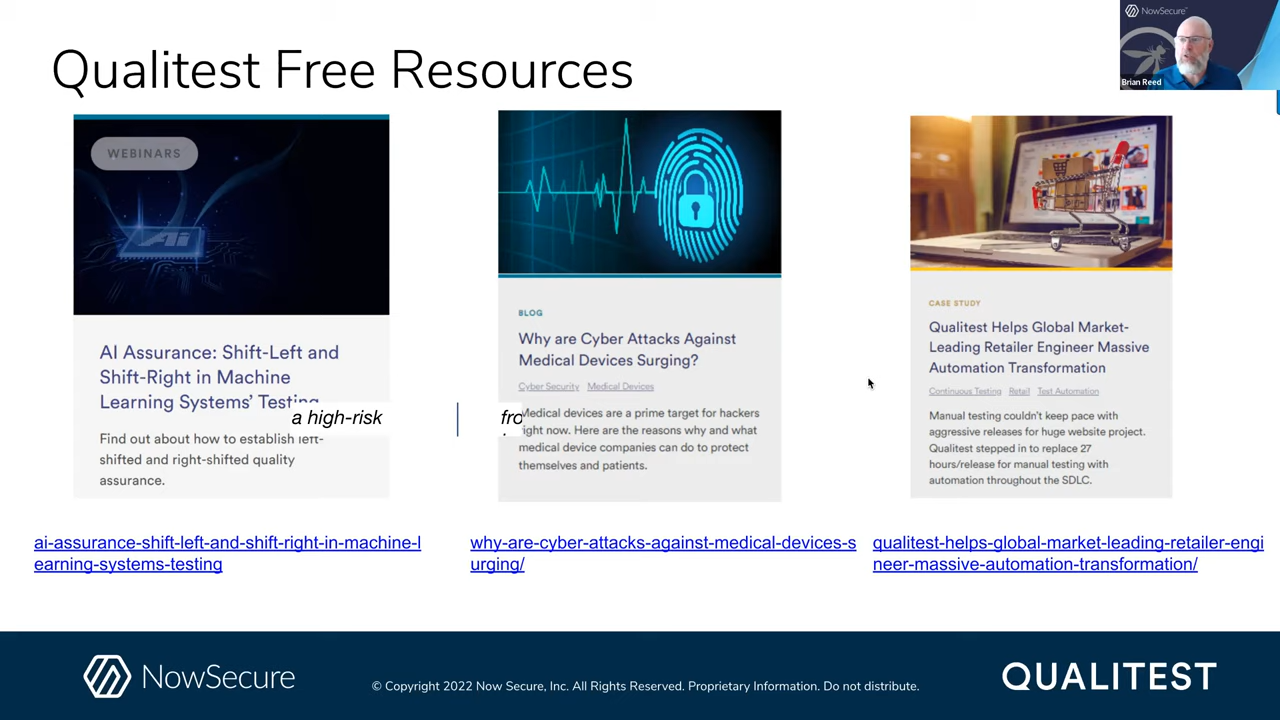 NowSecure
Brian Reed
Qualitest Free Resources
WEBINARS
Ai
AI Assurance: Shift-Left and
Shift-Right in Machine
Learning Systems' Testing
a high-risk
Find out about how to establish left-
shifted and right-shifted quality
assurance.
ai-assurance-shift-left-and-shift-right-in-machine-l
earning-systems-testing
BLOG
Why are Cyber Attacks Against
Medical Devices Surging?
Cyber Security Medical Devices
fro
Medical devices are a prime target for hackers
right now. Here are the reasons why and what
medical device companies can do to protect
themselves and patients.
why-are-cyber-attacks-against-medical-devices-s
urging/
CASE STUDY
Qualitest Helps Global Market-
Leading Retailer Engineer Massive
Automation Transformation
Continuous Testing Retail Test Automation
Manual testing couldn't keep pace with
aggressive releases for huge website project.
Qualitest stepped in to replace 27
hours/release for manual testing with
automation throughout the SDLC.
qualitest-helps-global-market-leading-retailer-engi
neer-massive-automation-transformation/
NowSecure
© Copyright 2022 Now Secure, Inc. All Rights Reserved. Proprietary Information. Do not distribute.
QUALITEST